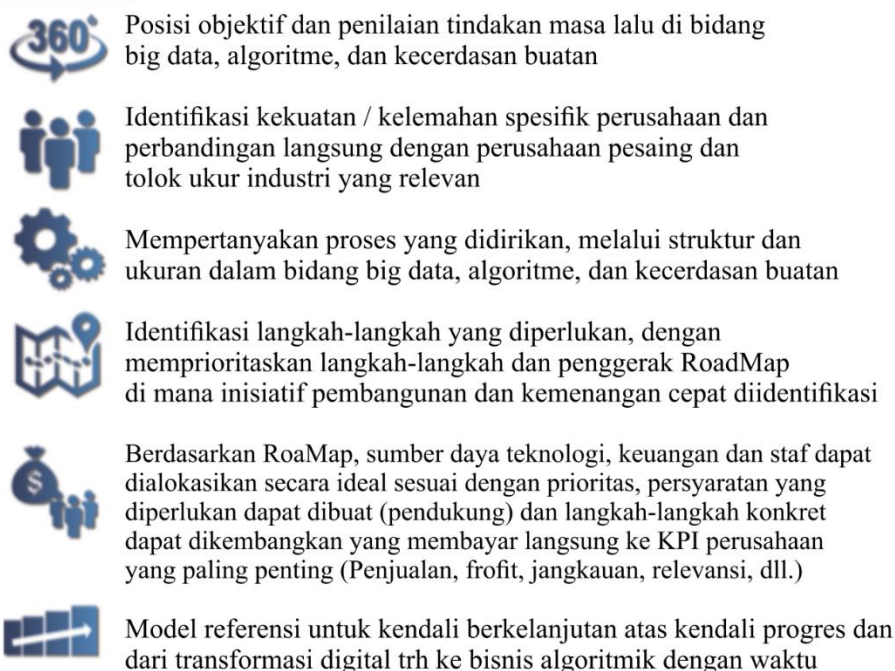 360°
Posisi objektif dan penilaian tindakan masa lalu di bidang
big data, algoritme, dan kecerdasan buatan
Identifikasi kekuatan / kelemahan spesifik perusahaan dan
perbandingan langsung dengan perusahaan pesaing dan
tolok ukur industri yang relevan
Mempertanyakan proses yang didirikan, melalui struktur dan
ukuran dalam bidang big data, algoritme, dan kecerdasan buatan
Identifikasi langkah-langkah yang diperlukan, dengan
memprioritaskan langkah-langkah dan penggerak RoadMap
di mana inisiatif pembangunan dan kemenangan cepat diidentifikasi
$
Berdasarkan RoaMap, sumber daya teknologi, keuangan dan staf dapat
dialokasikan secara ideal sesuai dengan prioritas, persyaratan yang
diperlukan dapat dibuat (pendukung) dan langkah-langkah konkret
dapat dikembangkan yang membayar langsung ke KPI perusahaan
yang paling penting (Penjualan, frofit, jangkauan, relevansi, dll.)
Model referensi untuk kendali berkelanjutan atas kendali progres dan
dari transformasi digital trh ke bisnis algoritmik dengan waktu